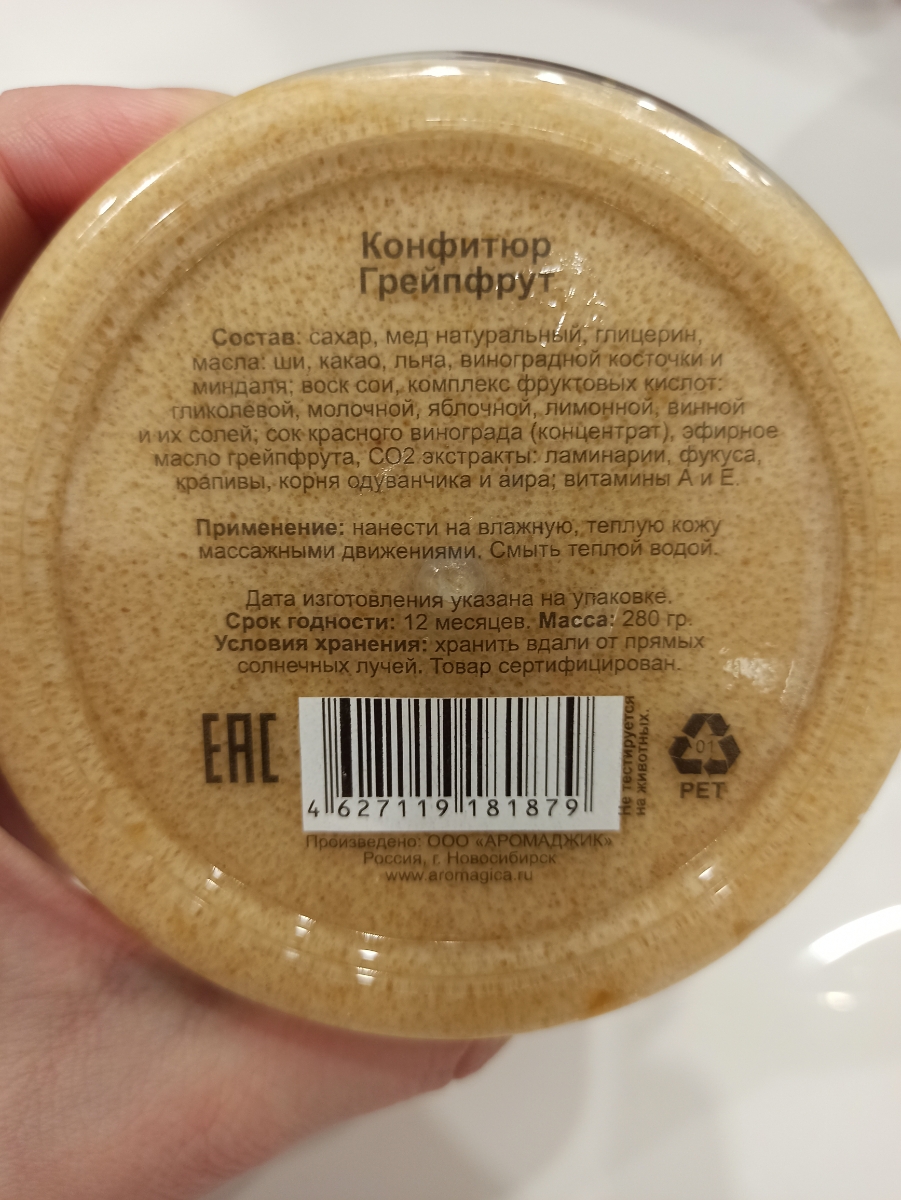 Конфитюр
Грейпфрут
Состав: сахар, мед натуральный, глицерин,
масла: ши, какао, льна, виноградной косточки и
миндаля; воск сои, комплекс фруктовых кислот:
гликолевой, молочной, яблочной, лимонной, винной
и их солей; сок красного винограда (концентрат), эфирное
масло грейпфрута, СО2 экстракты: ламинарии, фукуса,
крапивы, корня одуванчика и аира; витамины А и Е.
Применение: нанести на влажную, теплую кожу
массажными движениями. Смыть теплой водой.
Дата изготовления указана на упаковке.
Срок годности: 12 месяцев. Масса: 280 гр.
Условия хранения: хранить вдали от прямых
солнечных лучей. Товар сертифицирован.
EAC
4 627119 181879
Не тестируется
на животных.
01
PET
Произведено: ООО «АРОМАДЖИК»
Россия, г. Новосибирск
www.aromagica.ru